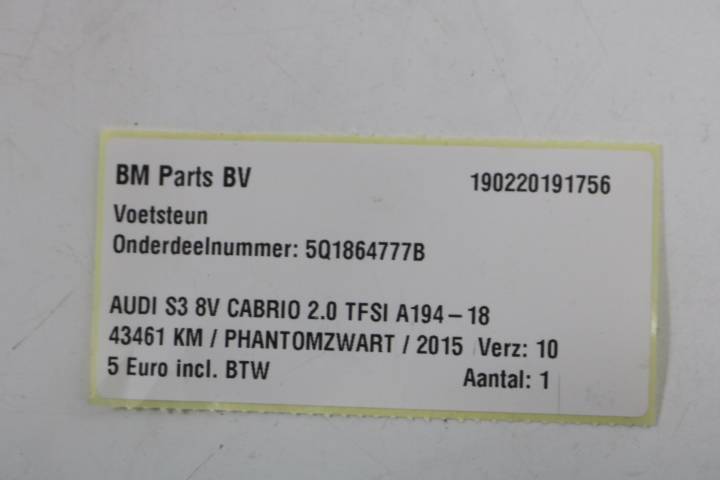 BM Parts BV 190220191756
Voetsteun
Onderdeelnummer: 5Q1864777B
AUDI S3 8V CABRIO 2.0 TFSI A194-18
43461 KM / PHANTOMZWART / 2015 Verz: 10
5 Euro incl. BTW Aantal: 1